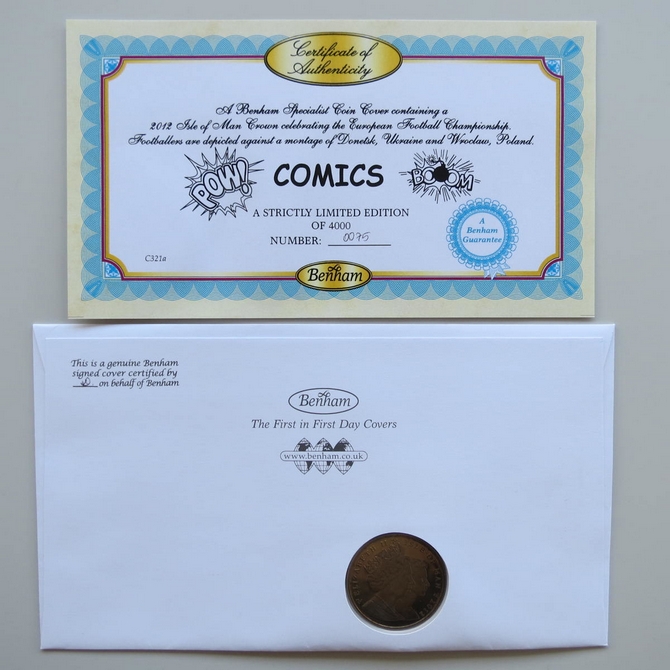 Certificate of
Authenticity
A Benham Specialist Coin Cover containing a
2012 Isle of Man Crown celebrating the European Football Championship.
Footballers are depicted against a montage of Donetsk, Ukraine and Wroclaw, Poland.
POW!
COMICS
BOOM
A STRICTLY LIMITED EDITION
OF 4000
NUMBER: 0075
A
Benham
Guarantee
C321a
Benham
This is a genuine Benham
signed cover certified by
on behalf of Benham
Benham
The First in First Day Covers
www.benham.co.uk